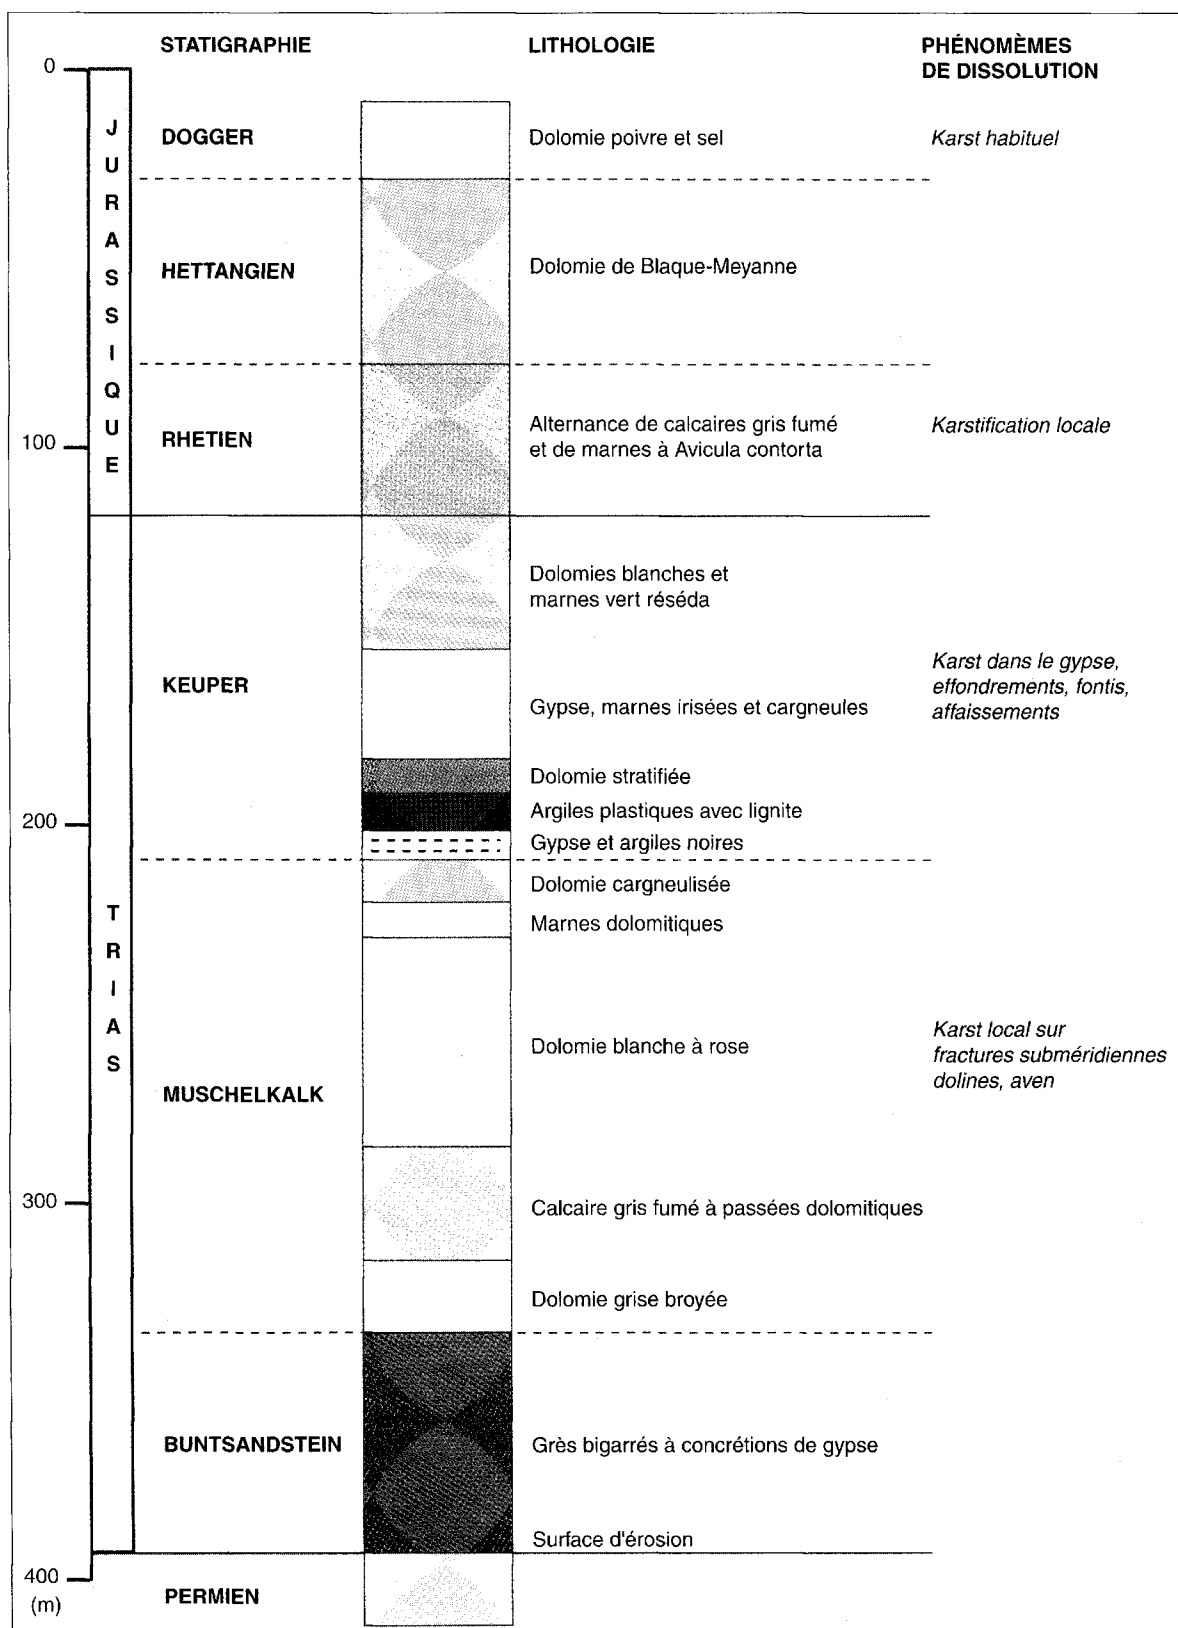 STATIGRAPHIE
LITHOLOGIE
PHÉNOMÈMES
DE DISSOLUTION
0
JURASSIQUE
DOGGER
Dolomie poivre et sel
Karst habituel
HETTANGIEN
Dolomie de Blaque-Meyanne
100
RHETIEN
Alternance de calcaires gris fumé
et de marnes à Avicula contorta
Karstification locale
Dolomies blanches et
marnes vert réséda
KEUPER
Karst dans le gypse,
effondrements, fontis,
affaissements
Gypse, marnes irisées et cargneules
Dolomie stratifiée
Argiles plastiques avec lignite
200
Gypse et argiles noires
TRIAS
Dolomie cargneulisée
Marnes dolomitiques
Dolomie blanche à rose
Karst local sur
fractures subméridiennes
dolines, aven
MUSCHELKALK
300
Calcaire gris fumé à passées dolomitiques
Dolomie grise broyée
BUNTSANDSTEIN
Grès bigarrés à concrétions de gypse
Surface d'érosion
400
(m)
PERMIEN